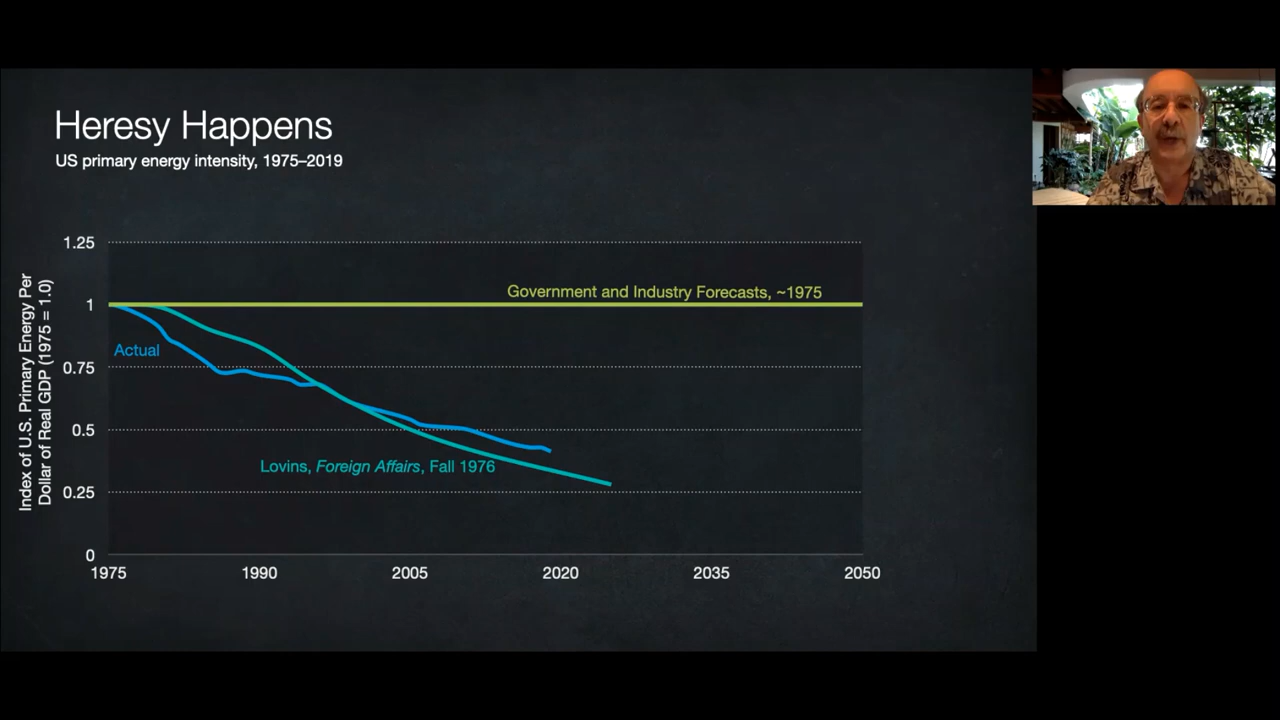 Heresy Happens
US primary energy intensity, 1975–2019
Index of U.S. Primary Energy Per
Dollar of Real GDP (1975 = 1.0)
1.25
1
0.75
0.5
0.25
0
Government and Industry Forecasts, ~1975
Actual
Lovins, Foreign Affairs, Fall 1976
1975 1990 2005 2020 2035 2050